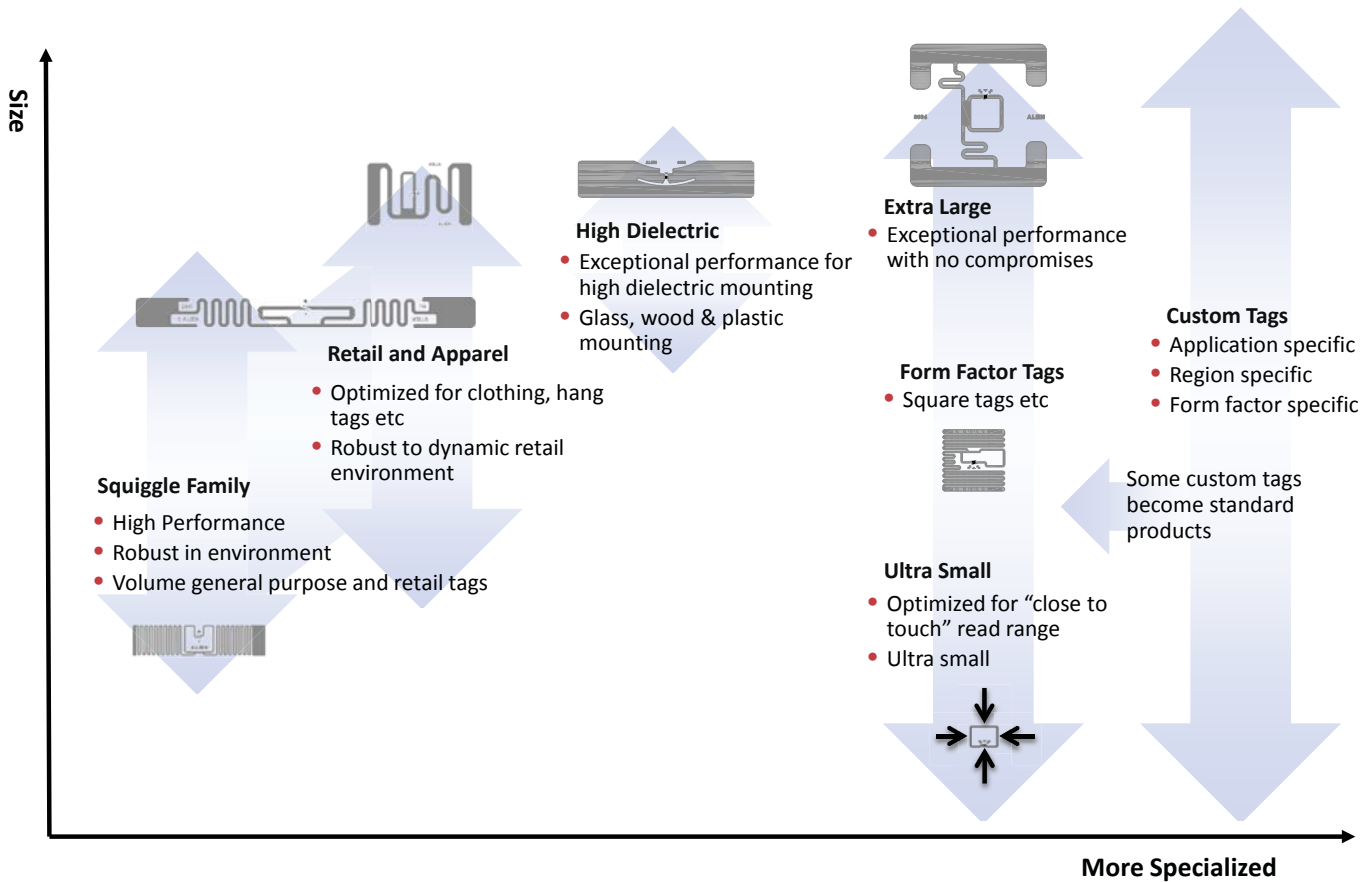 Size
High Dielectric
• Exceptional performance for
high dielectric mounting
• Glass, wood & plastic
mounting
Extra Large
• Exceptional performance
with no compromises
Retail and Apparel
• Optimized for clothing, hang
tags etc
• Robust to dynamic retail
environment
Form Factor Tags
• Square tags etc
Custom Tags
• Application specific
• Region specific
• Form factor specific
Squiggle Family
• High Performance
• Robust in environment
• Volume general purpose and retail tags
Some custom tags
become standard
products
Ultra Small
• Optimized for “close to
touch” read range
• Ultra small
More Specialized